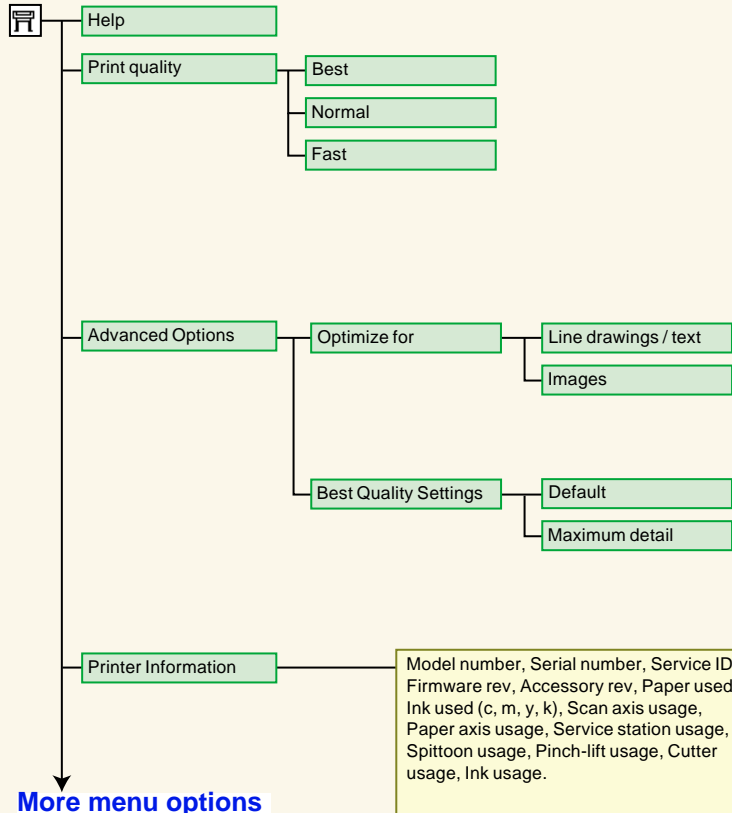 Help
Print quality
Best
Normal
Fast
Advanced Options
Optimize for
Line drawings / text
Images
Best Quality Settings
Default
Maximum detail
Printer Information
Model number, Serial number, Service ID
Firmware rev, Accessory rev, Paper used
Ink used (c, m, y, k), Scan axis usage,
Paper axis usage, Service station usage,
Spittoon usage, Pinch-lift usage, Cutter
usage, Ink usage.
More menu options